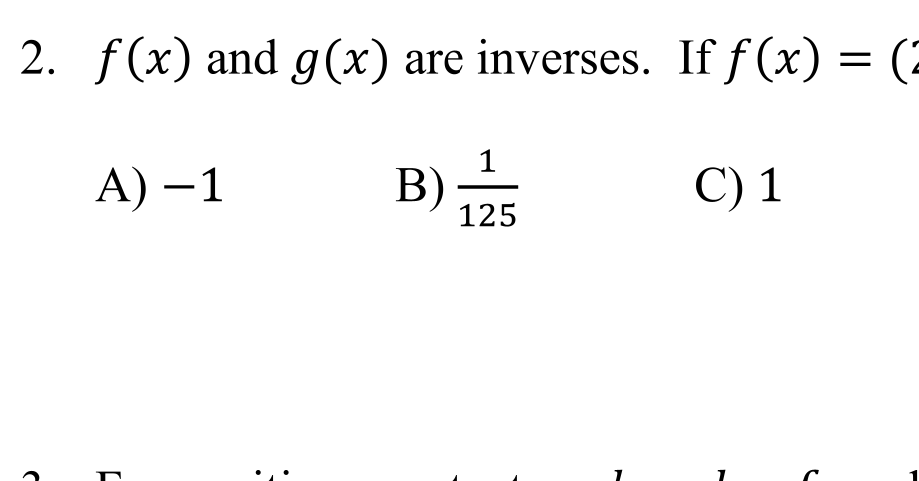 2. f(x) and g(x) are inverses. If f(x) = (
A) −1 B) 1/125 C) 1